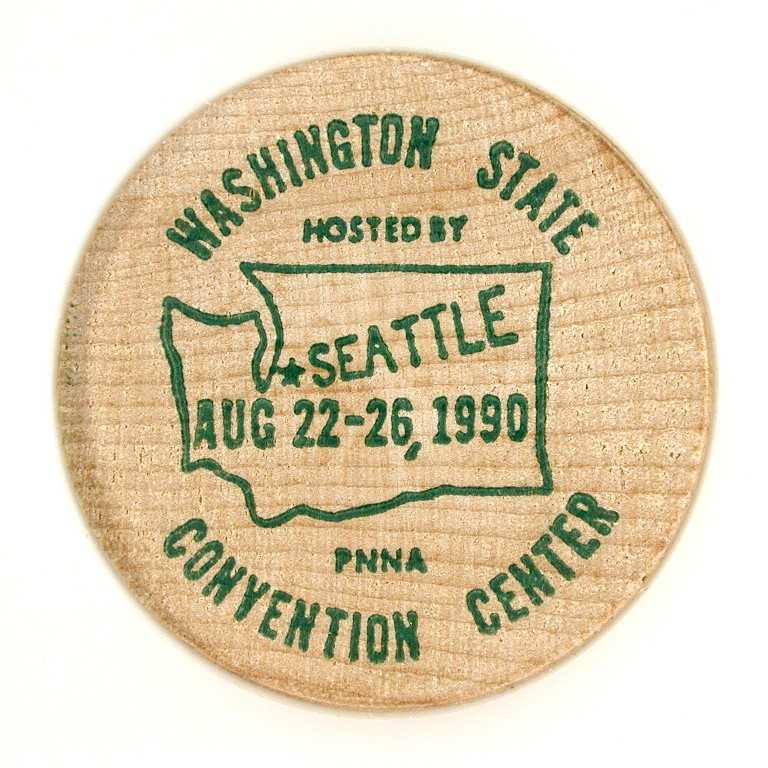 WASHINGTON STATE
HOSTED BY
SEATTLE
AUG 22-26, 1990
PNNA
CONVENTION CENTER